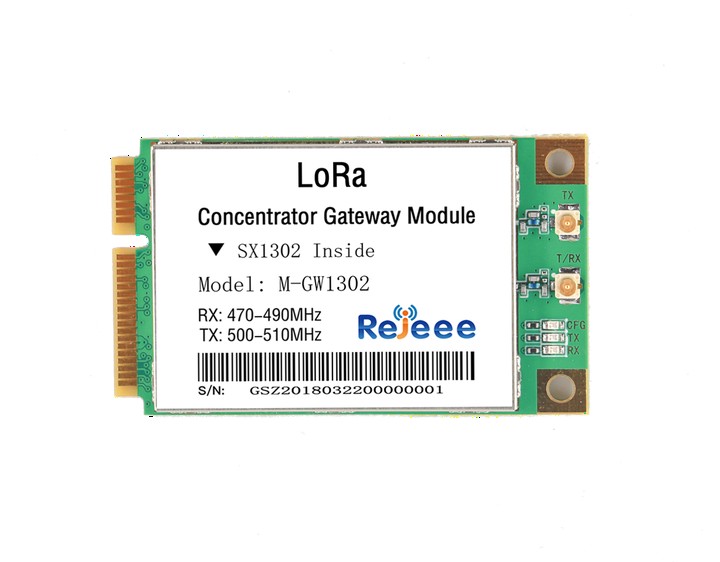 LoRa
Concentrator Gateway Module
▼ SX1302 Inside
Model: M-GW1302
RX: 470-490MHz
TX: 500-510MHz
Rejeee
S/N: GSZ2018032200000001
TX
T/RX
CFG
TX
RX